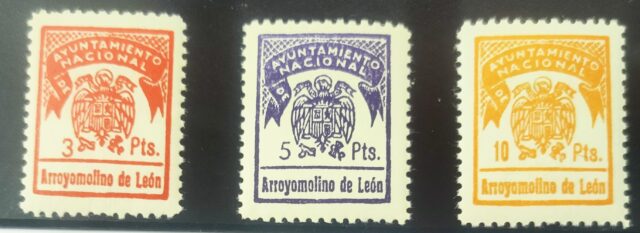 AYUNTAMIENTO
NACIONAL
3 Pts.
Arroyomolino de León
AYUNTAMIENTO
NACIONAL
5 Pts.
Arroyomolino de León
AYUNTAMIENTO
NACIONAL
10 Pts.
Arroyomolino de León